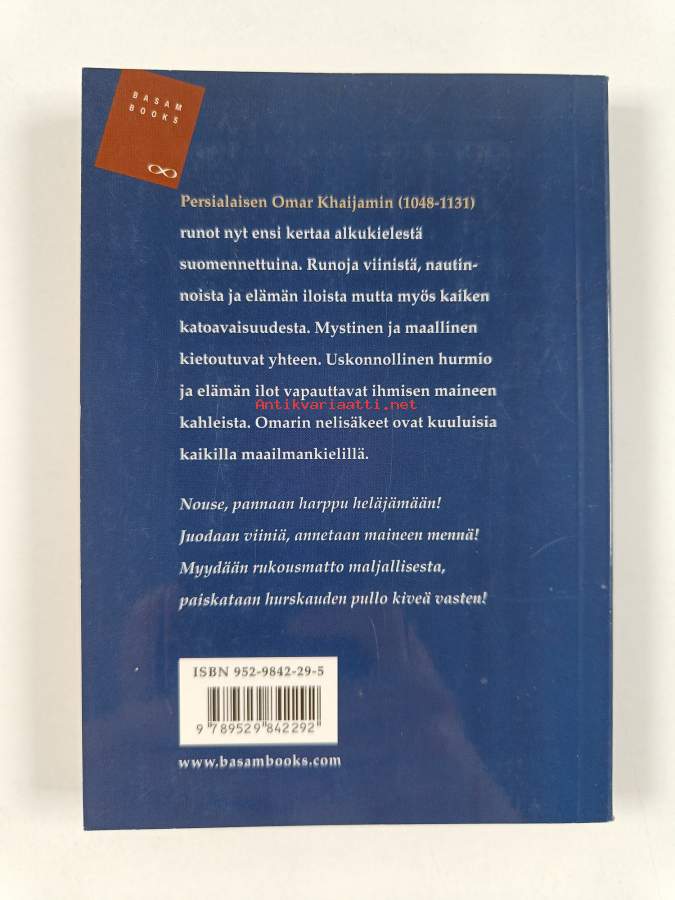 BASAM
BOOKS
Persialaisen Omar Khaijamin (1048-1131)
runot nyt ensi kertaa alkukielestä
suomennettuina. Runoja viinistä, nautin-
noista ja elämän iloista mutta myös kaiken
katoavaisuudesta. Mystinen ja maallinen
kietoutuvat yhteen. Uskonnollinen hurmio
ja elämän ilot vapauttavat ihmisen maineen
Antikvariaatti.net
kahleista. Omarin nelisäkeet ovat kuuluisia
kaikilla maailmankielillä.
Nouse, pannaan harppu heläjämään!
Juodaan viiniä, annetaan maineen mennä!
Myydään rukousmatto maljallisesta,
paiskataan hurskauden pullo kiveä vasten!
ISBN 952-9842-29-5
9 789529 842292
www.basambooks.com